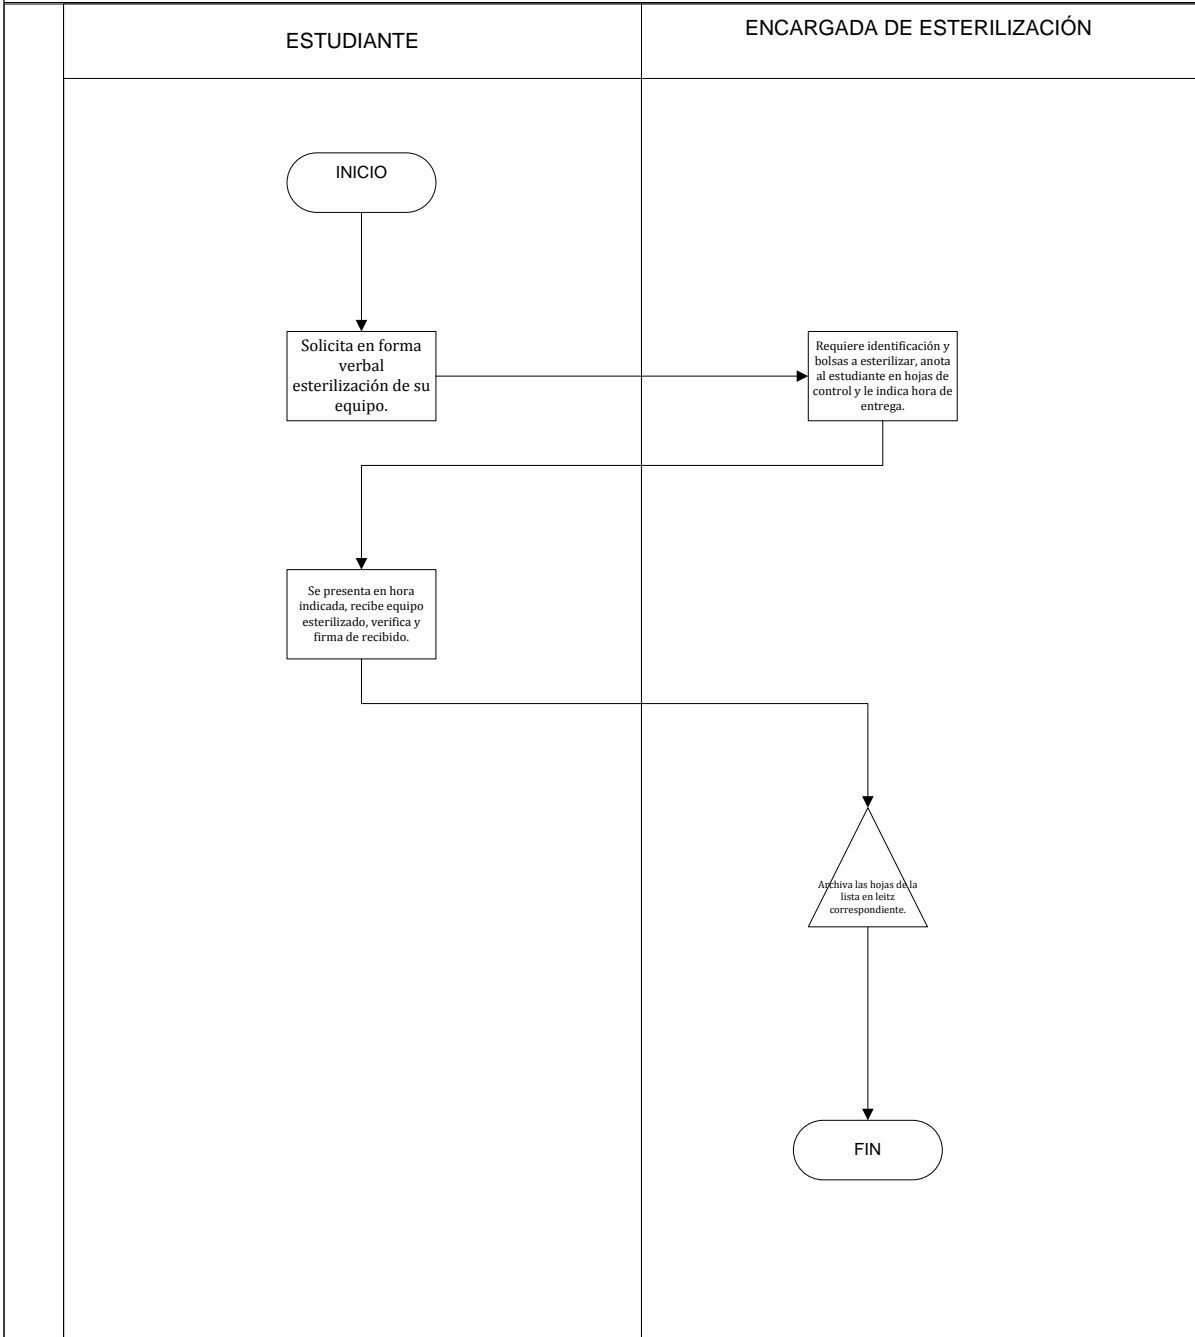 ESTUDIANTE
ENCARGADA DE ESTERILIZACIÓN
INICIO
Solicita en forma
verbal
esterilización de su
equipo.
Requiere identificación y
bolsas a esterilizar, anota
al estudiante en hojas de
control y le indica hora de
entrega.
Se presenta en hora
indicada, recibe equipo
esterilizado, verifica y
firma de recibido.
Archiva las hojas de la
lista en leitz
correspondiente.
FIN